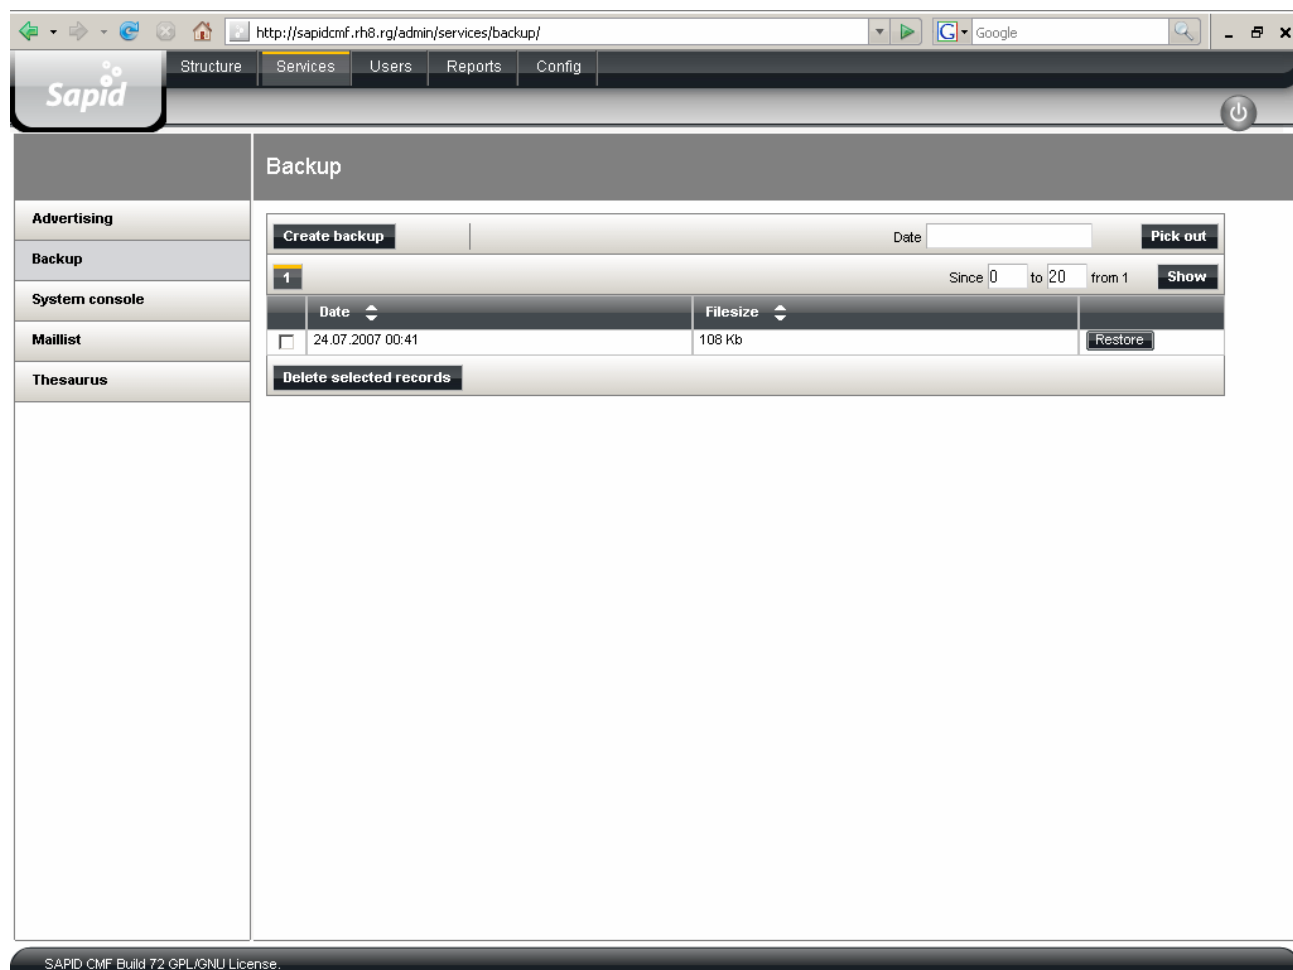 http://sapidcmf.rh8.rg/admin/services/backup/ G Google
Sapid
Structure Services Users Reports Config
Backup
Advertising
Backup
System console
Maillist
Thesaurus
Create backup Date Pick out
1 Since 0 to 20 from 1 Show
Date Filesize
24.07.2007 00:41 108 Kb Restore
Delete selected records
SAPID CMF Build 72 GPL/GNU License.